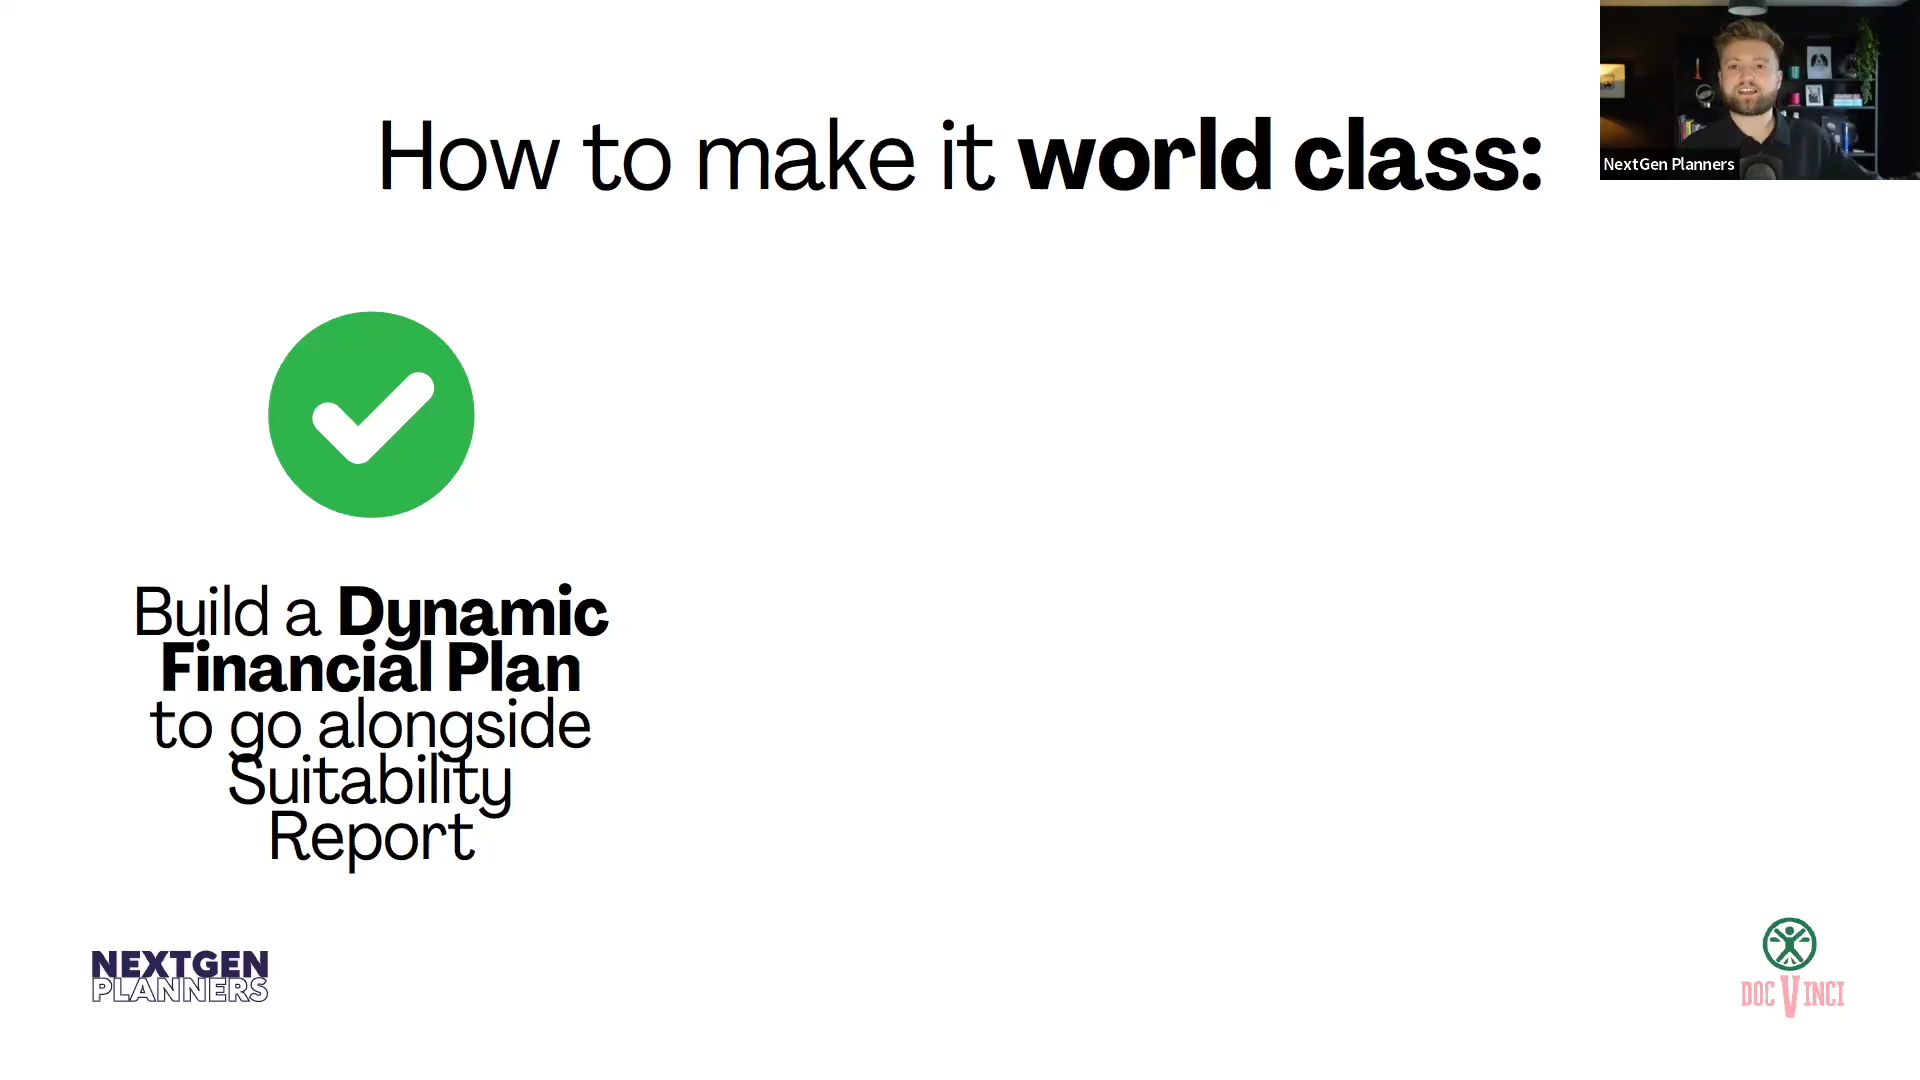 How to make it world class:
NextGen Planners
Build a Dynamic
Financial Plan
to go alongside
Suitability
Report
NEXTGEN
PLANNERS
DOC VINCI